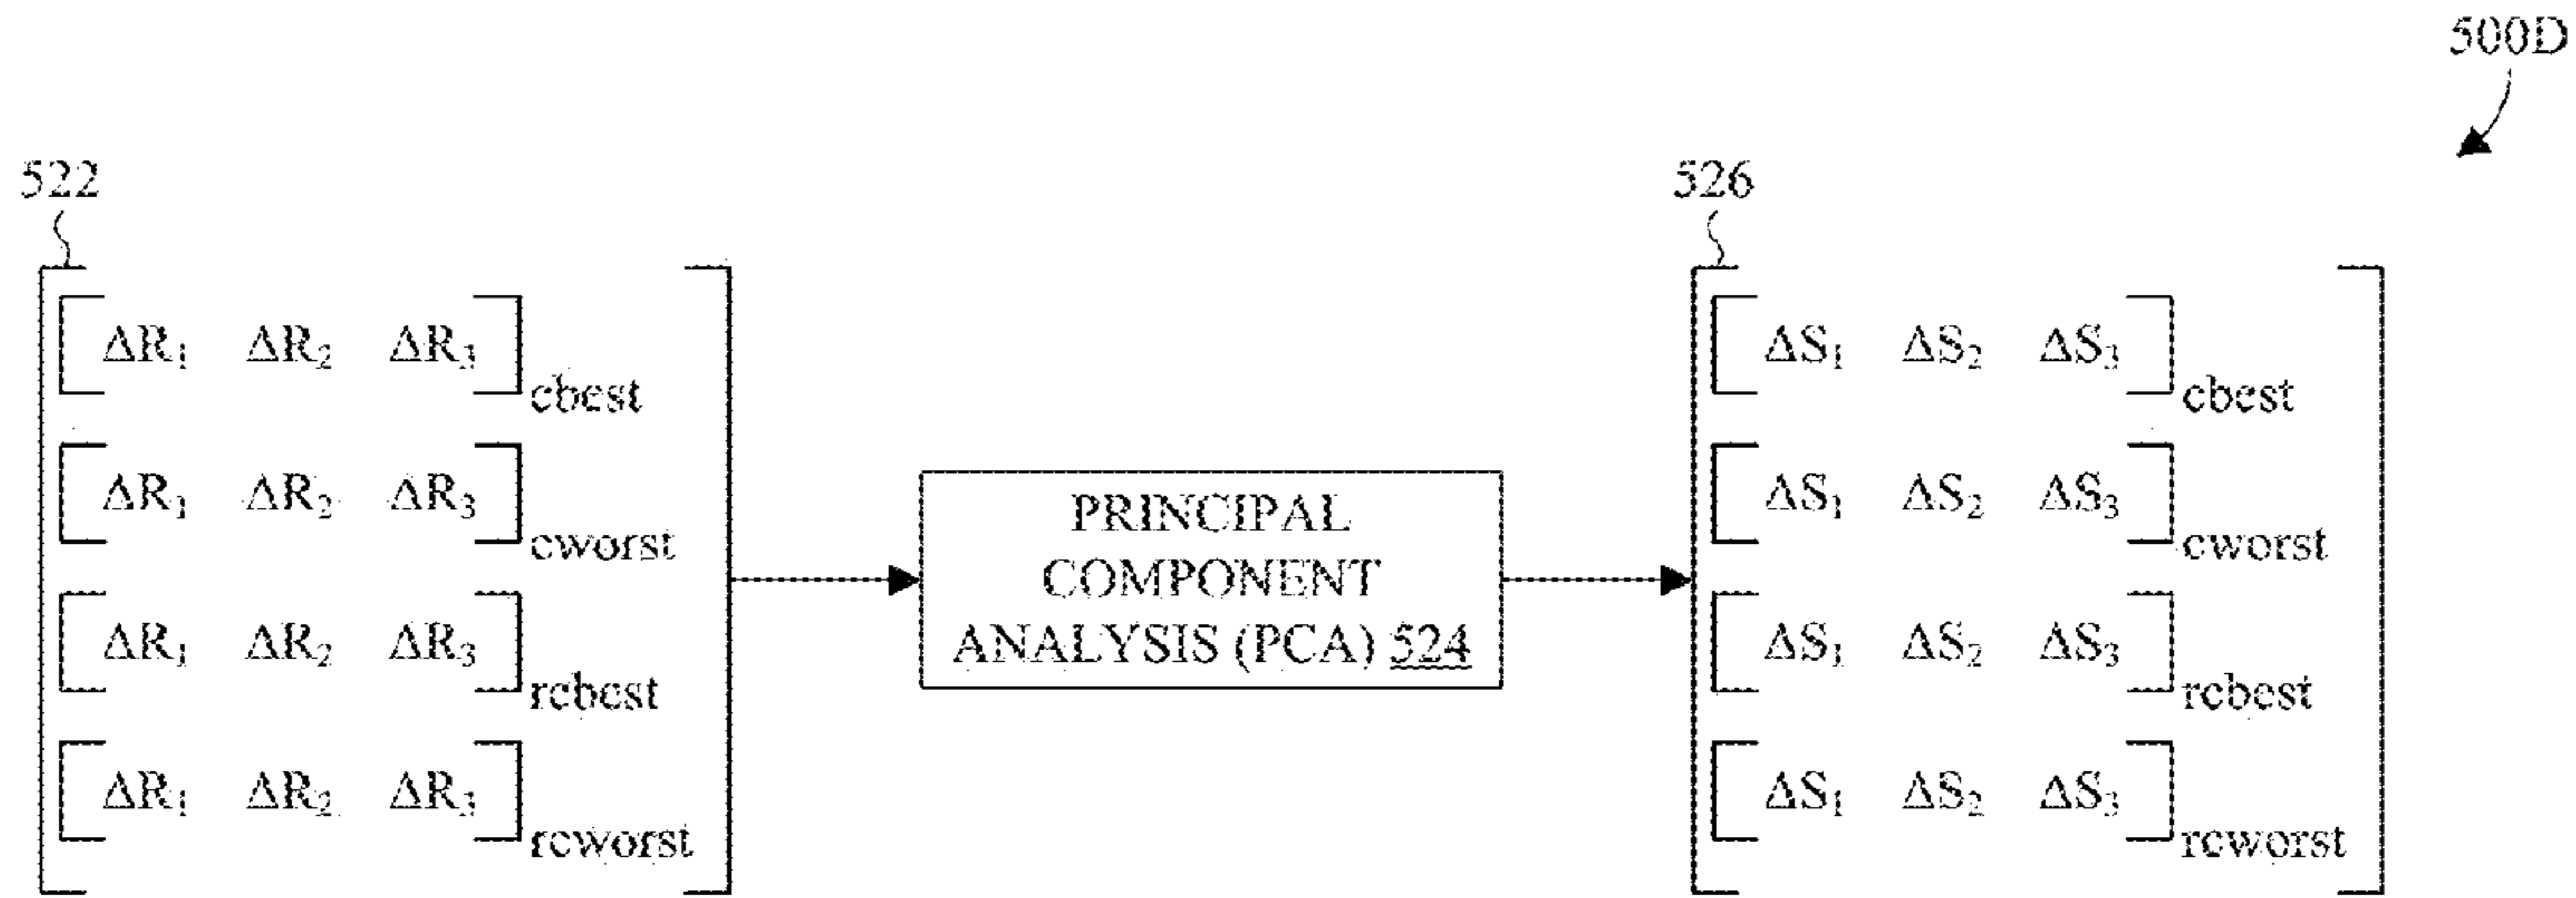 500D
522
526
[ ΔR₁ ΔR₂ ΔR₃ ]cbest
[ ΔR₁ ΔR₂ ΔR₃ ]cworst
[ ΔR₁ ΔR₂ ΔR₃ ]rcbest
[ ΔR₁ ΔR₂ ΔR₃ ]rcworst
PRINCIPAL
COMPONENT
ANALYSIS (PCA) 524
[ ΔS₁ ΔS₂ ΔS₃ ]cbest
[ ΔS₁ ΔS₂ ΔS₃ ]cworst
[ ΔS₁ ΔS₂ ΔS₃ ]rcbest
[ ΔS₁ ΔS₂ ΔS₃ ]rcworst